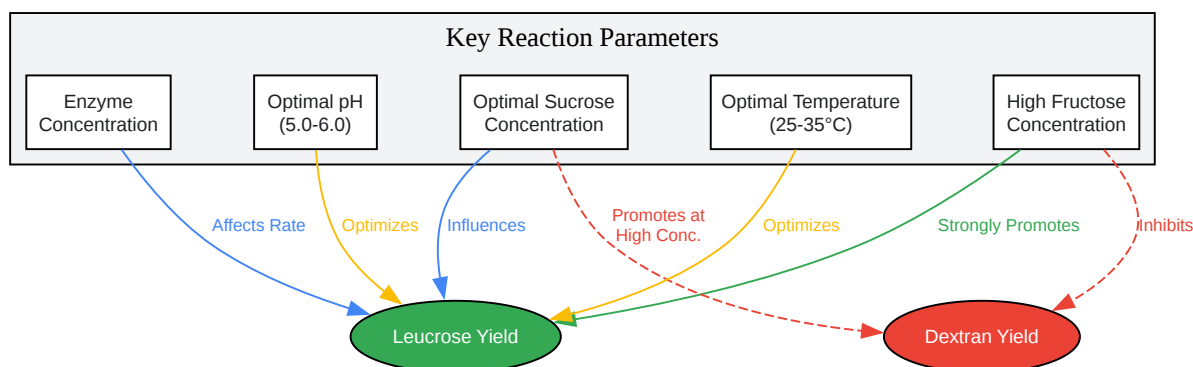 Key Reaction Parameters
Enzyme
Concentration
Optimal pH
(5.0-6.0)
Optimal Sucrose
Concentration
Optimal Temperature
(25-35°C)
High Fructose
Concentration
Affects Rate
Optimizes
Influences
Promotes at
High Conc.
Optimizes
Strongly Promotes
Inhibits
Leucrose Yield
Dextran Yield